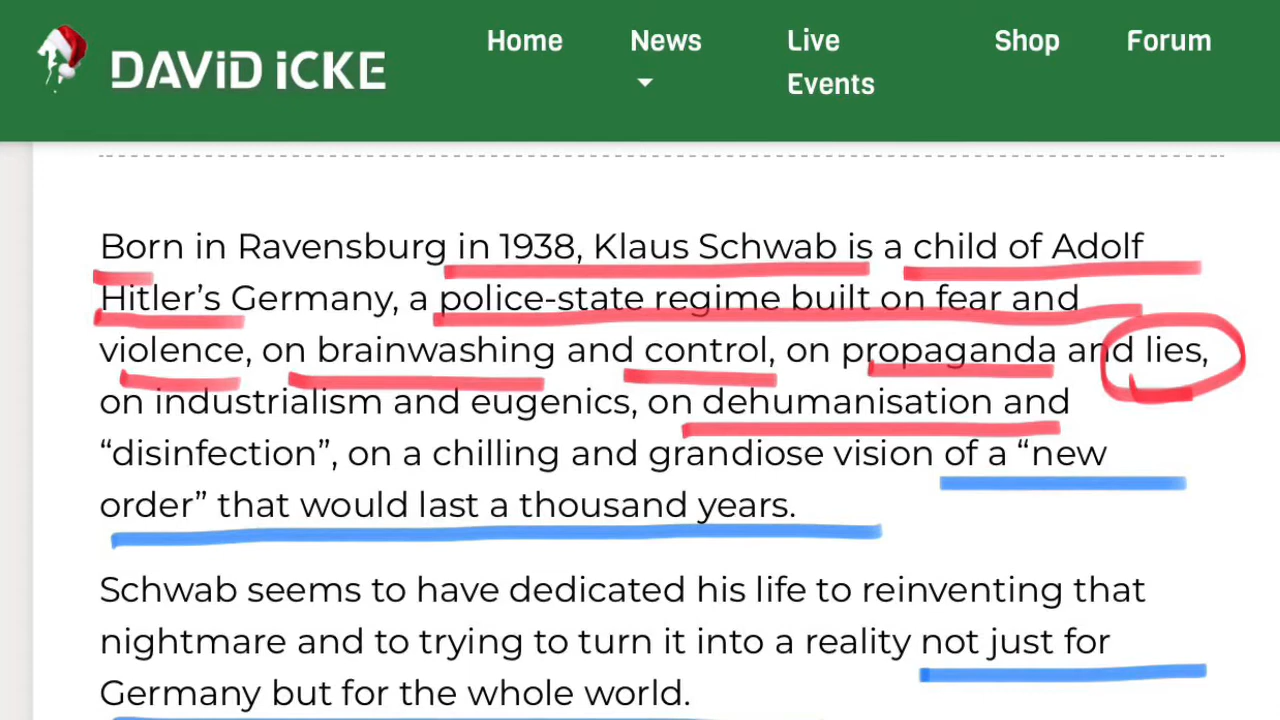 DAViD iCKE
Home
News
Live
Events
Shop
Forum
Born in Ravensburg in 1938, Klaus Schwab is a child of Adolf
Hitler’s Germany, a police-state regime built on fear and
violence, on brainwashing and control, on propaganda and lies,
on industrialism and eugenics, on dehumanisation and
“disinfection”, on a chilling and grandiose vision of a “new
order” that would last a thousand years.
Schwab seems to have dedicated his life to reinventing that
nightmare and to trying to turn it into a reality not just for
Germany but for the whole world.